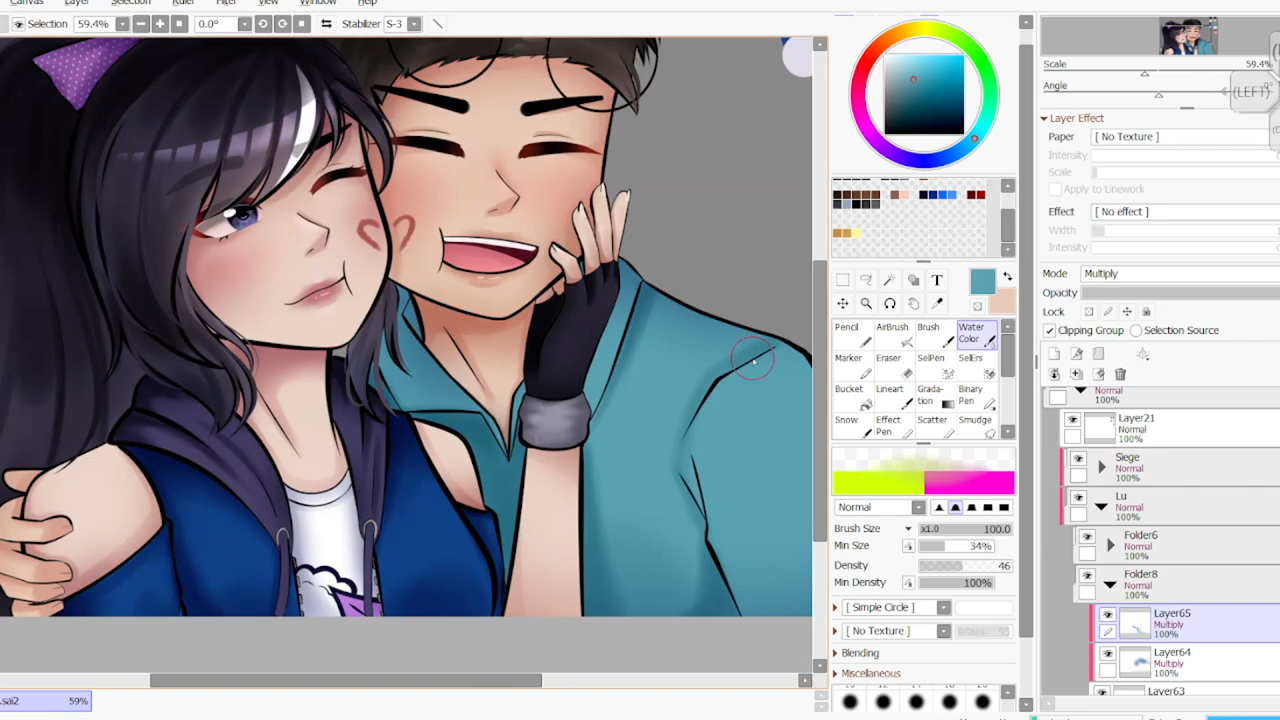 Canvas Layer Selection Ruler Filter View Window Help
Selection 59.4% 0.0° Stabilizer S-3
Scale 59.4%
Angle
(LEFT)
Layer Effect
Paper [ No Texture ]
Intensity
Scale
Apply to Linework
Effect [ No effect ]
Width 1
Intensity
Mode Multiply
Opacity
Lock
Clipping Group Selection Source
T
Pencil AirBrush Brush Water Color
Marker Eraser SelPen SelErs
Bucket Lineart Grada-tion Binary Pen
Snow Effect Pen Scatter Smudge
Normal
Brush Size x1.0 100.0
Min Size 34%
Density 46
Min Density 100%
[ Simple Circle ]
[ No Texture ] Intens. 95
Blending
Miscellaneous
Normal
100%
Layer21
Normal
100%
Siege
Normal
100%
Lu
Normal
100%
Folder6
Normal
100%
Folder8
Normal
100%
Layer65
Multiply
100%
Layer64
Multiply
100%
Layer63
.sai2 59%